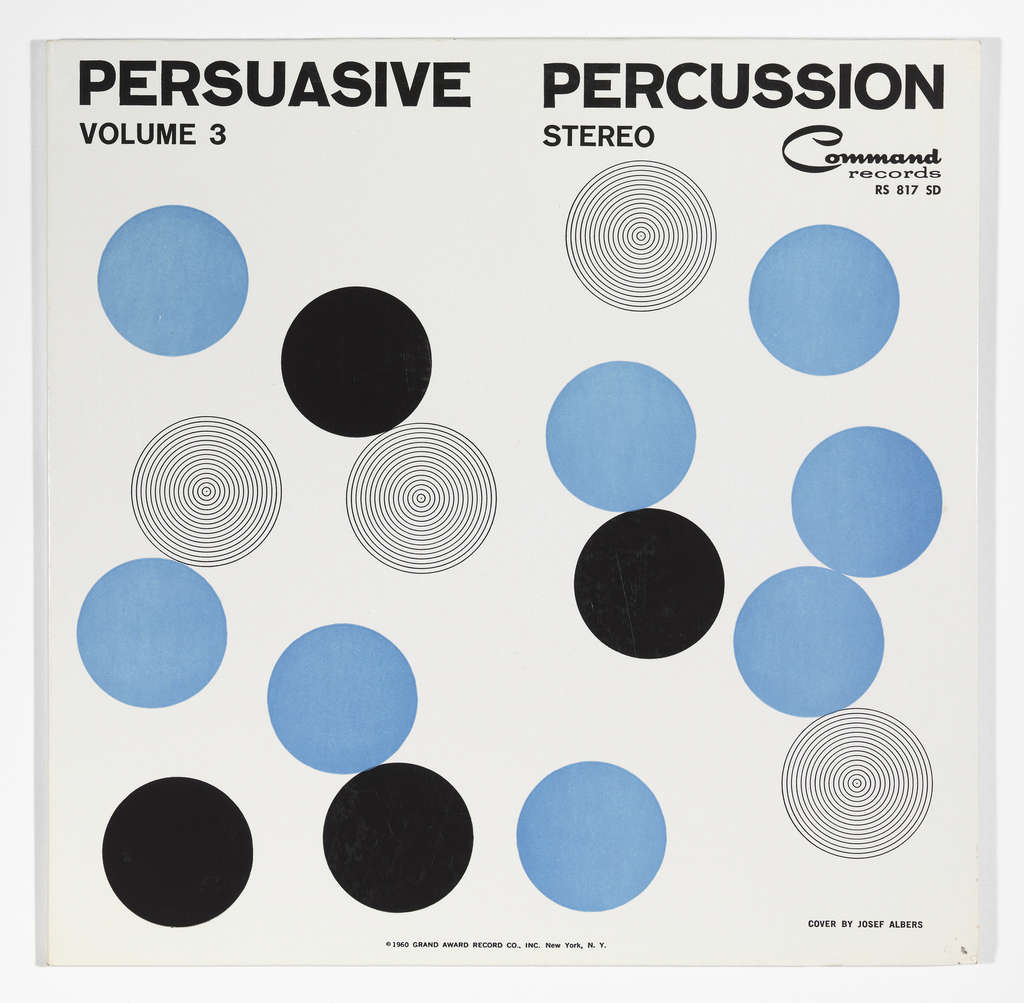 PERSUASIVE PERCUSSION
VOLUME 3 STEREO
Command
records
RS 817 SD
COVER BY JOSEF ALBERS
©1960 GRAND AWARD RECORD CO., INC. New York, N. Y.